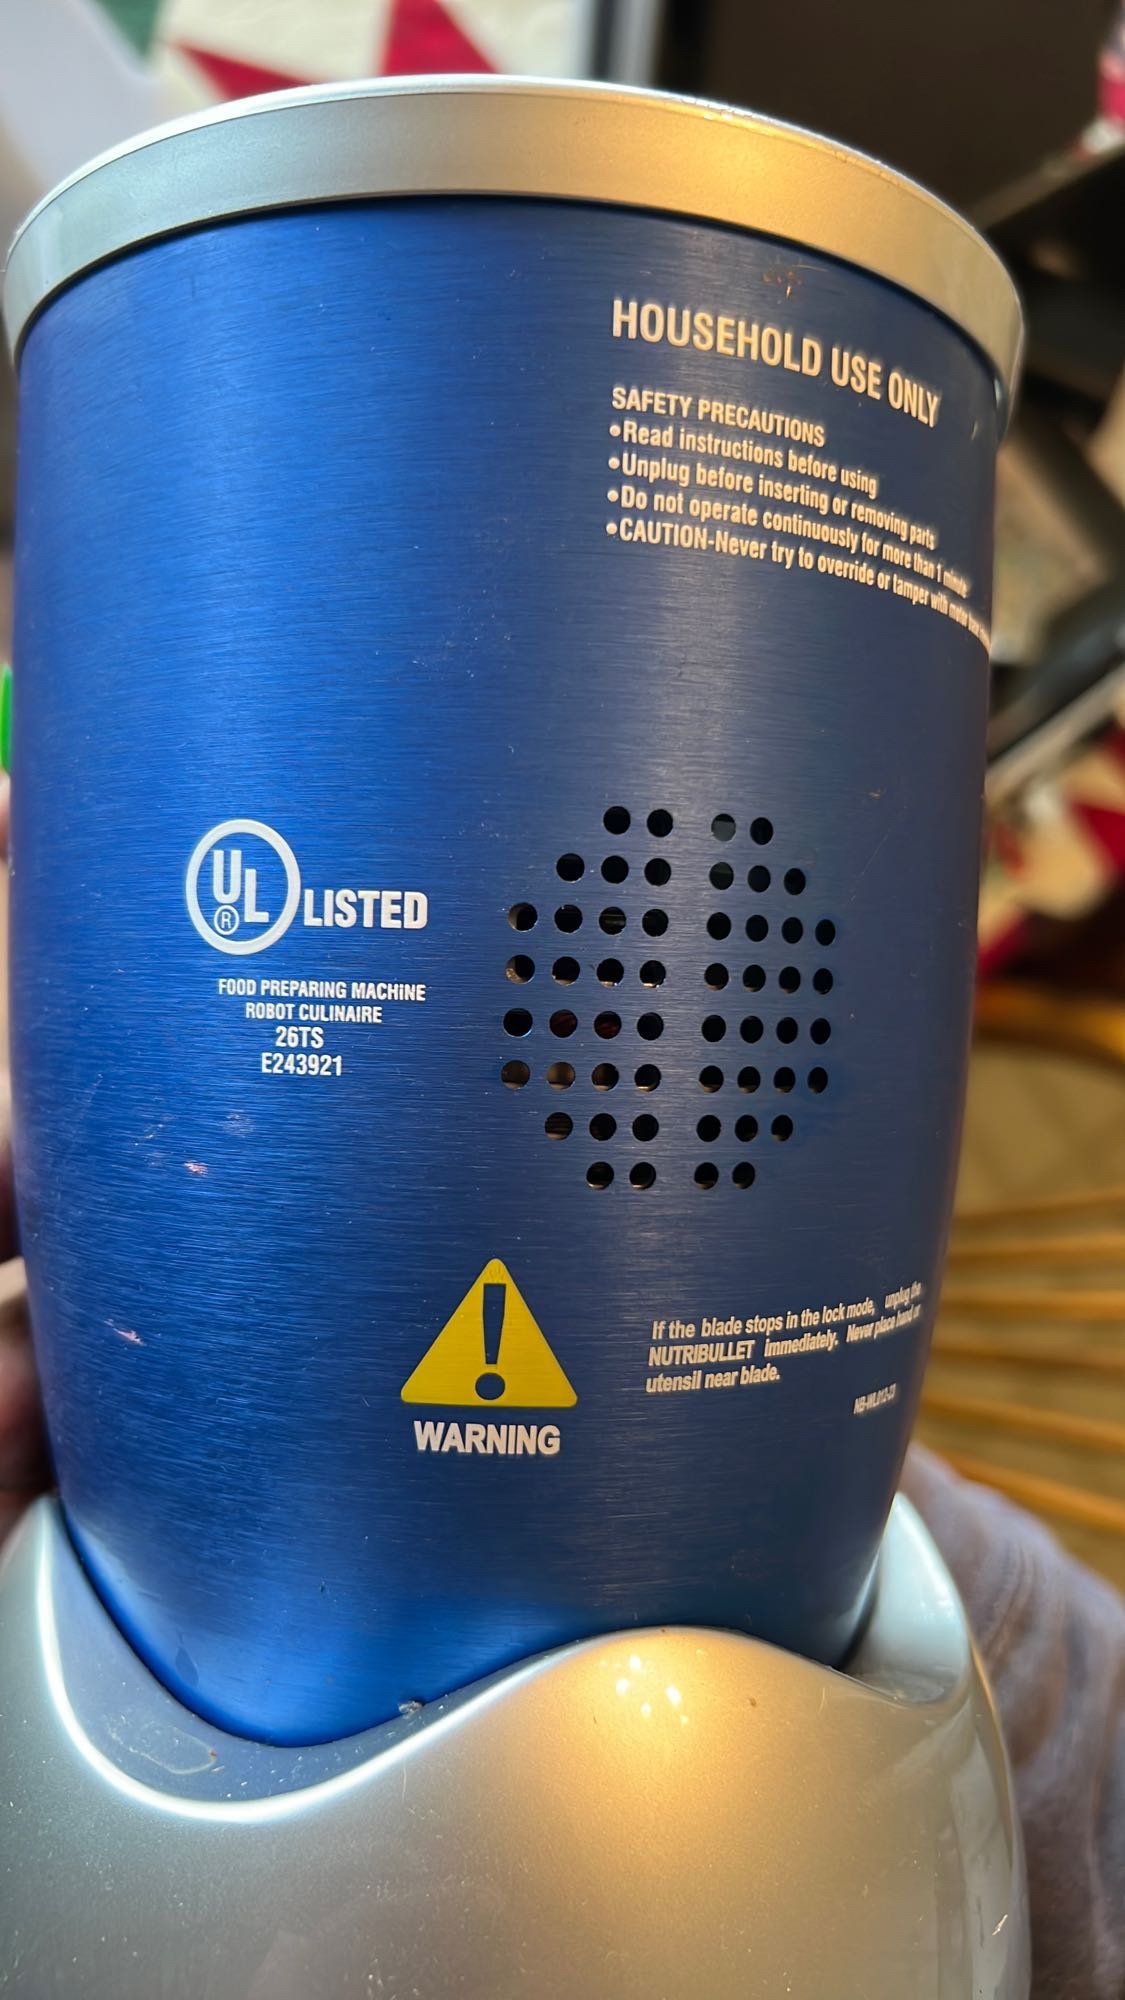 HOUSEHOLD USE ONLY
SAFETY PRECAUTIONS
•Read instructions before using
•Unplug before inserting or removing parts
•Do not operate continuously for more than 1 minute
•CAUTION-Never try to override or tamper with motor base
UL
®
LISTED
FOOD PREPARING MACHINE
ROBOT CULINAIRE
26TS
E243921
If the blade stops in the lock mode, unplug the
NUTRIBULLET immediately. Never place hand or
utensil near blade.
WARNING